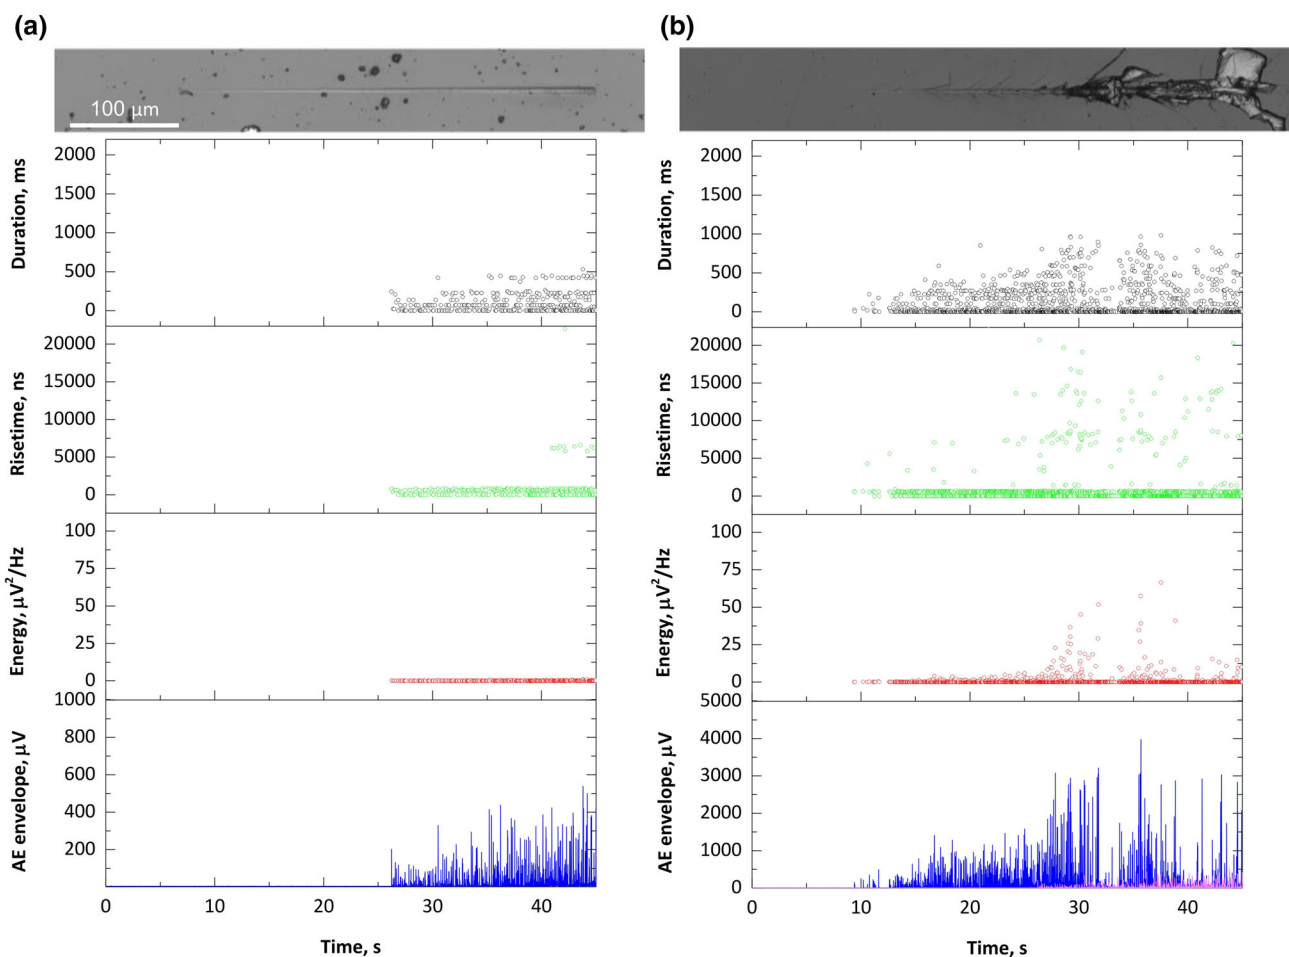 (a)
(b)
100 μm
Duration, ms
2000
1500
1000
500
0
Risetime, ns
20000
15000
10000
5000
0
Energy, μV²/Hz
100
75
50
25
0
AE envelope, μV
1000
800
600
400
200
0 10 20 30 40
Time, s
Duration, ms
2000
1500
1000
500
0
Risetime, ns
20000
15000
10000
5000
0
Energy, μV²/Hz
100
75
50
25
0
AE envelope, μV
5000
4000
3000
2000
1000
0
0 10 20 30 40
Time, s